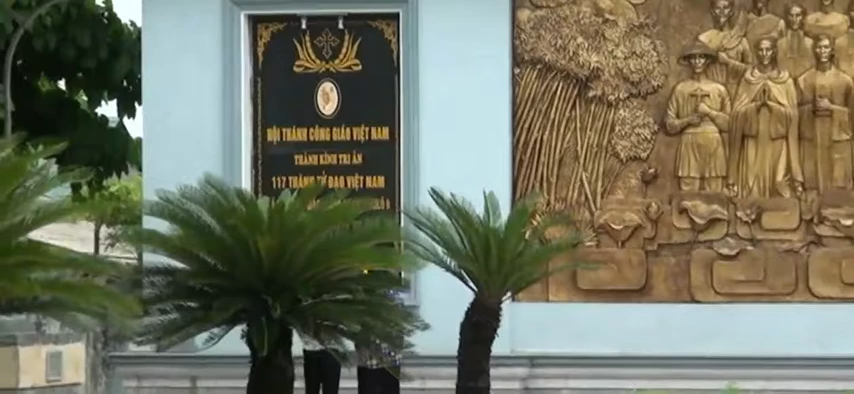 HỘI THÁNH CÔNG GIÁO VIỆT NAM
THÀNH KÍNH TRI ÂN
117 THÁNH TỬ ĐẠO VIỆT NAM